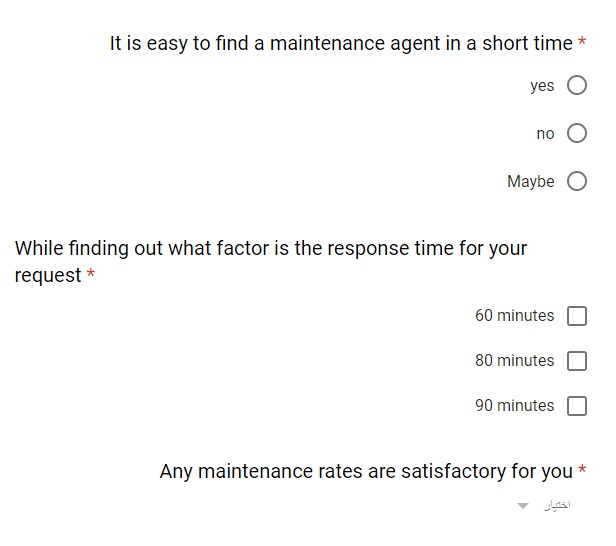 It is easy to find a maintenance agent in a short time *
yes
no
Maybe
While finding out what factor is the response time for your
request *
60 minutes
80 minutes
90 minutes
Any maintenance rates are satisfactory for you *
اختيار